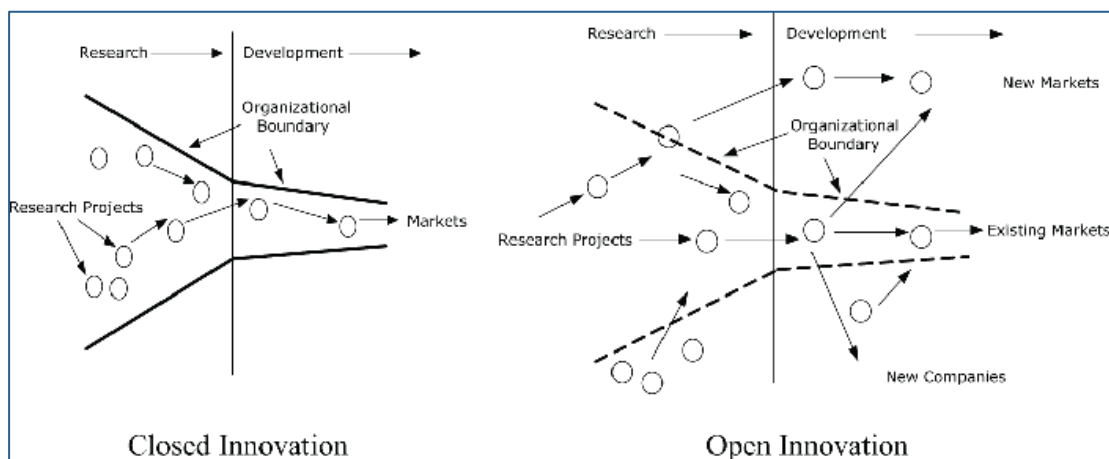 Research
Development
Organizational
Boundary
Research Projects
Markets
Closed Innovation
Research
Development
New Markets
Organizational
Boundary
Research Projects
Existing Markets
New Companies
Open Innovation